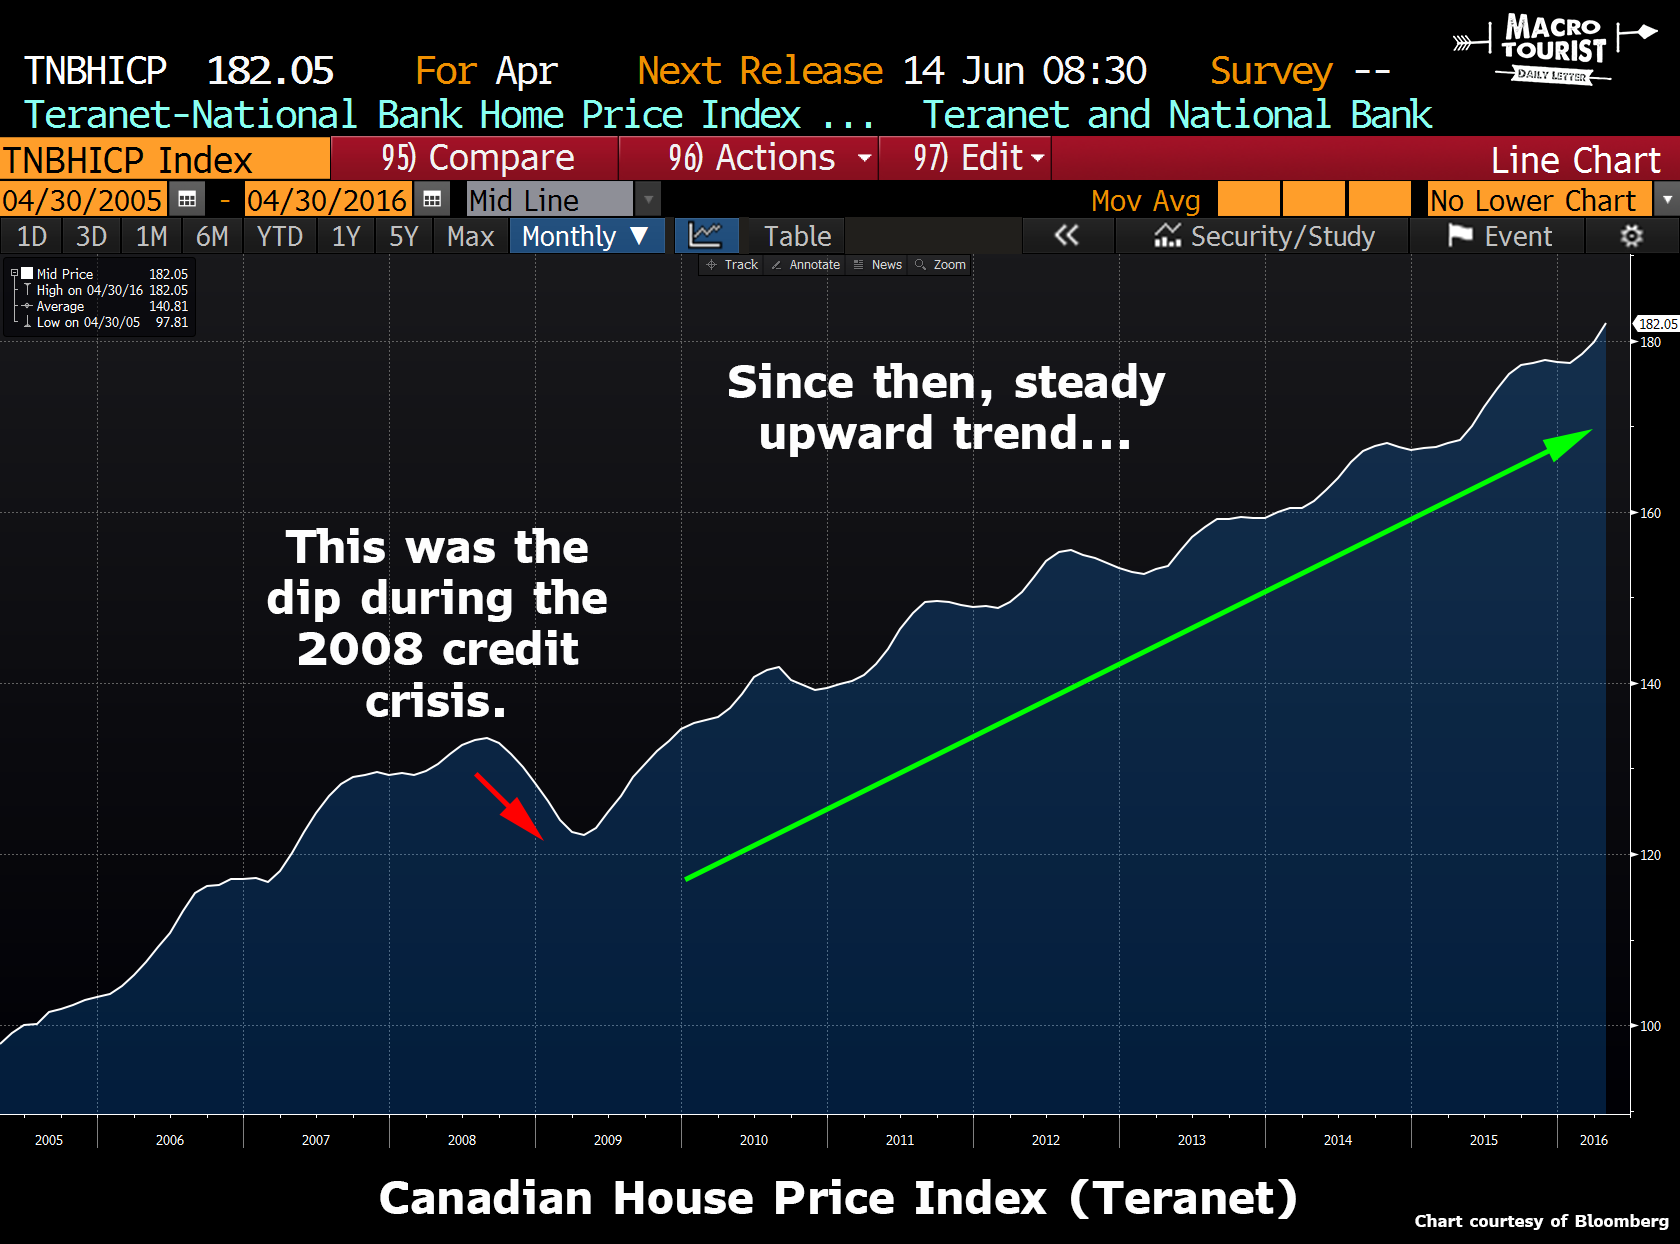 MACRO
TOURIST
DAILY LETTER
TNBHICP 182.05 For Apr Next Release 14 Jun 08:30 Survey --
Teranet-National Bank Home Price Index ... Teranet and National Bank
TNBHICP Index 95) Compare 96) Actions 97) Edit Line Chart
04/30/2005 - 04/30/2016 Mid Line Mov Avg No Lower Chart
1D 3D 1M 6M YTD 1Y 5Y Max Monthly ▼ Table « Security/Study Event
Track Annotate News Zoom
Mid Price 182.05
High on 04/30/16 182.05
Average 140.81
Low on 04/30/05 97.81
182.05
180
Since then, steady
upward trend...
160
This was the
dip during the
2008 credit
crisis.
140
120
100
2005 2006 2007 2008 2009 2010 2011 2012 2013 2014 2015 2016
Canadian House Price Index (Teranet)
Chart courtesy of Bloomberg